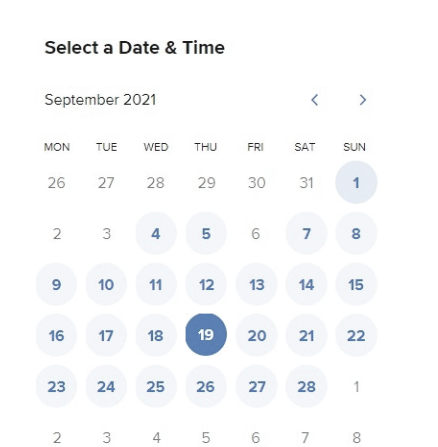 Select a Date & Time
September 2021
MON TUE WED THU FRI SAT SUN
26 27 28 29 30 31 1
2 3 4 5 6 7 8
9 10 11 12 13 14 15
16 17 18 19 20 21 22
23 24 25 26 27 28 1
2 3 4 5 6 7 8